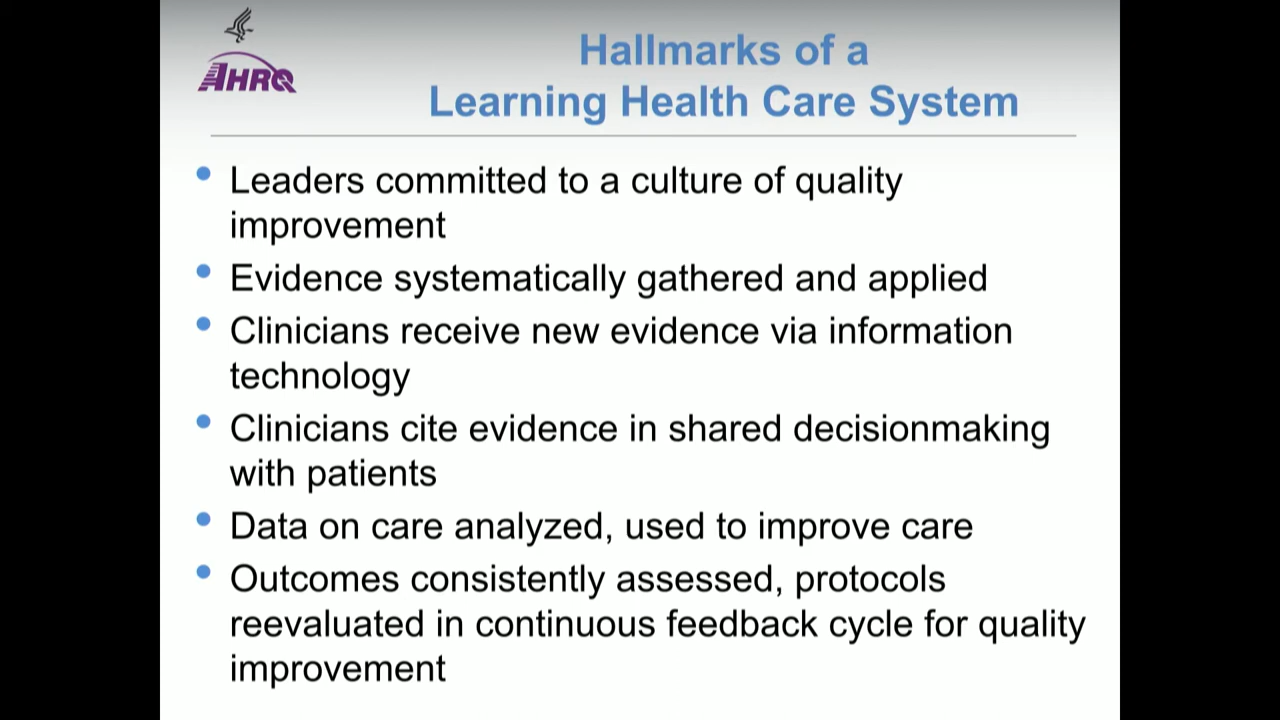 AHRQ
Hallmarks of a
Learning Health Care System
• Leaders committed to a culture of quality
improvement
• Evidence systematically gathered and applied
• Clinicians receive new evidence via information
technology
• Clinicians cite evidence in shared decisionmaking
with patients
• Data on care analyzed, used to improve care
• Outcomes consistently assessed, protocols
reevaluated in continuous feedback cycle for quality
improvement